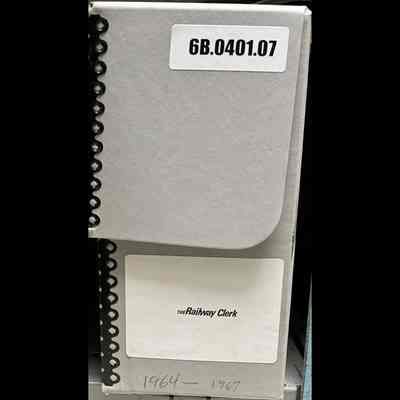 6B.0401.07
THE Railway Clerk
1964 — 1967